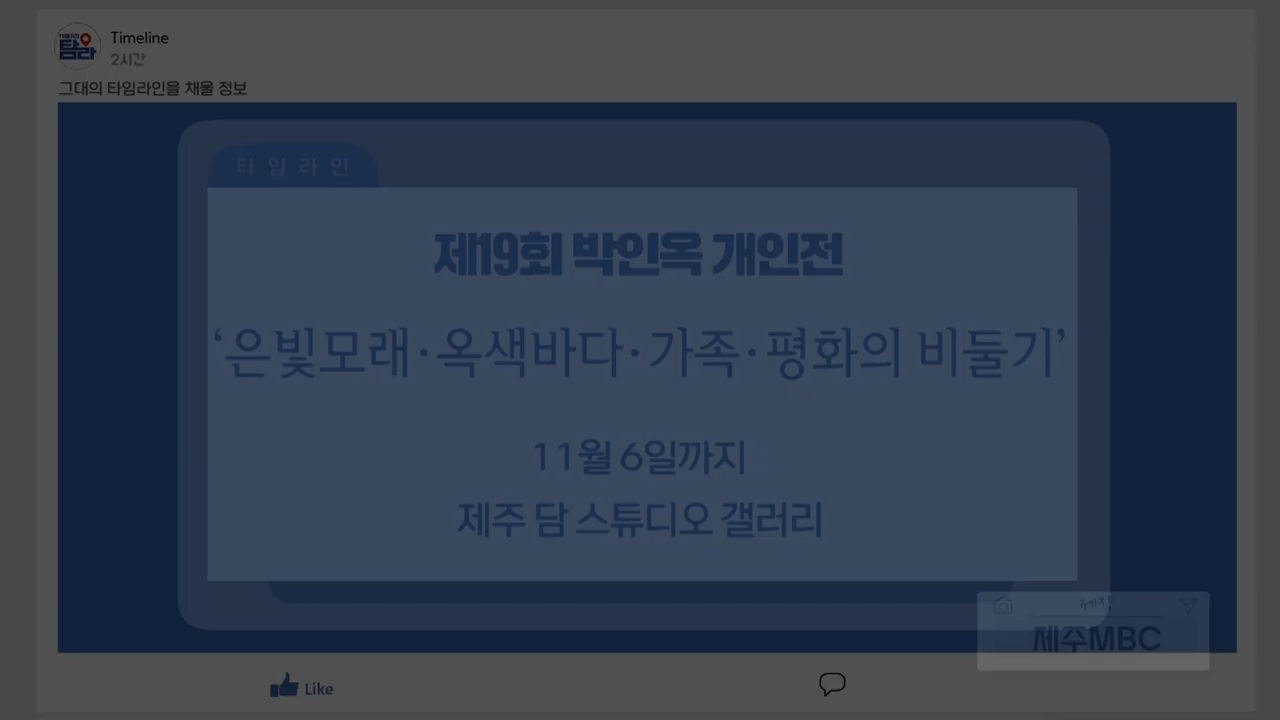 탐라
Timeline
2시간
그대의 타임라인을 채울 정보
타임라인
제19회 박인옥 개인전
‘은빛모래·옥색바다·가족·평화의 비둘기’
11월 6일까지
제주 담 스튜디오 갤러리
제주MBC
Like